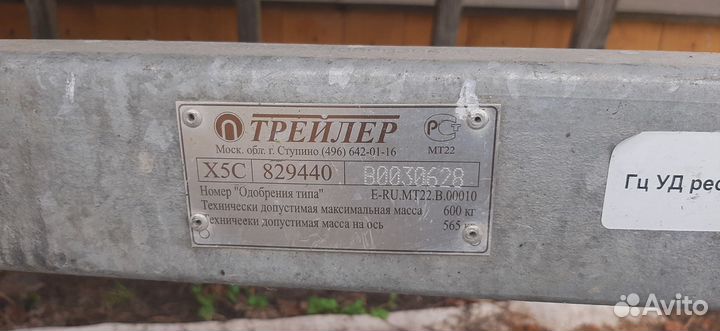 ТРЕЙЛЕР
Моск. обл. г. Ступино (496) 642-01-16
МТ22
X5C 829440 B0030628
Номер "Одобрения типа" E-RU.MT22.B.00010
Технически допустимая максимальная масса 600 кг
Технически допустимая масса на ось 565
Гц УД рес
Avito